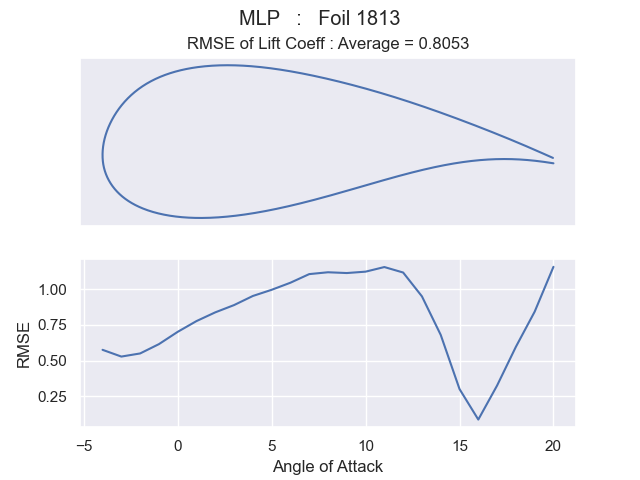 MLP : Foil 1813
RMSE of Lift Coeff : Average = 0.8053
1.00
0.75
0.50
0.25
RMSE
−5 0 5 10 15 20
Angle of Attack